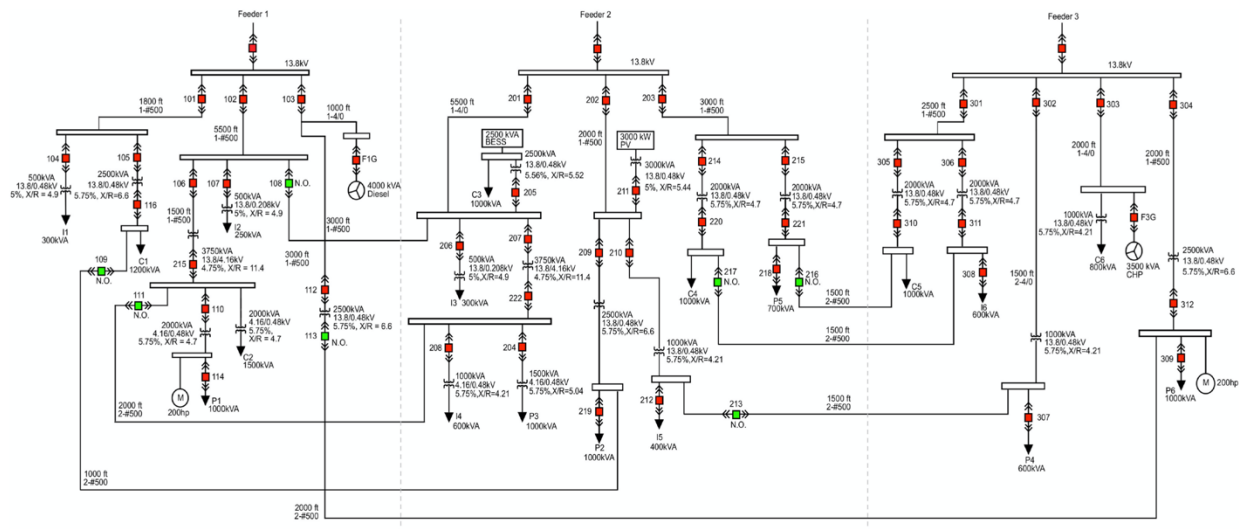 Feeder 1
Feeder 2
Feeder 3
13.8kV
13.8kV
13.8kV
101
102
103
1800 ft
1-#500
1000 ft
1-4/0
5500 ft
1-#500
104
105
500kVA
13.8/0.48kV
5%, X/R = 4.9
2500kVA
13.8/0.48kV
5.75%, X/R=6.6
116
I1
300kVA
C1
1200kVA
109
N.O.
106
107
108
N.O.
500kVA
13.8/0.208kV
5%, X/R = 4.9
I2
250kVA
F1G
4000 kVA
Diesel
1500 ft
1-#500
3000 ft
1-#500
3000 ft
1-#500
3750kVA
13.8/4.16kV
4.75%, X/R = 11.4
215
111
N.O.
110
2000kVA
4.16/0.48kV
5.75%, X/R = 4.7
2000kVA
4.16/0.48kV
5.75%,
X/R = 4.7
C2
1500kVA
114
M
200hp
P1
1000kVA
112
2500kVA
13.8/0.48kV
5.75%, X/R = 6.6
113
N.O.
2000 ft
2-#500
1000 ft
2-#500
2000 ft
2-#500
201
202
203
5500 ft
1-4/0
2000 ft
1-#500
3000 ft
1-#500
2500 kVA
BESS
2500kVA
13.8/0.48kV
5.56%, X/R=5.52
205
C3
1000kVA
3000 kW
PV
3000kVA
13.8/0.48kV
5%, X/R=5.44
211
206
207
500kVA
13.8/0.208kV
5%,X/R=4.9
I3 300kVA
3750kVA
13.8/4.16kV
4.75%,X/R=11.4
222
208
204
1000kVA
4.16/0.48kV
5.75%,X/R=4.21
1500kVA
4.16/0.48kV
5.75%,X/R=5.04
I4
600kVA
P3
1000kVA
209
210
2500kVA
13.8/0.48kV
5.75%,X/R=6.6
1000kVA
13.8/0.48kV
5.75%,X/R=4.21
219
P2
1000kVA
212
I5
400kVA
213
N.O.
1500 ft
2-#500
214
215
2000kVA
13.8/0.48kV
5.75%,X/R=4.7
2000kVA
13.8/0.48kV
5.75%,X/R=4.7
220
221
217
N.O.
218
216
N.O.
C4
1000kVA
P5
700kVA
1500 ft
2-#500
1500 ft
2-#500
301
302
303
304
2500 ft
1-#500
305
306
2000kVA
13.8/0.48kV
5.75%,X/R=4.7
2000kVA
13.8/0.48kV
5.75%,X/R=4.7
310
311
308
C5
1000kVA
I6
600kVA
1500 ft
2-4/0
1000kVA
13.8/0.48kV
5.75%,X/R=4.21
307
P4
600kVA
2000 ft
1-4/0
2000 ft
1-#500
1000kVA
13.8/0.48kV
5.75%,X/R=4.21
C6
800kVA
F3G
3500 kVA
CHP
2500kVA
13.8/0.48kV
5.75%,X/R=6.6
312
309
P6
1000kVA
M
200hp